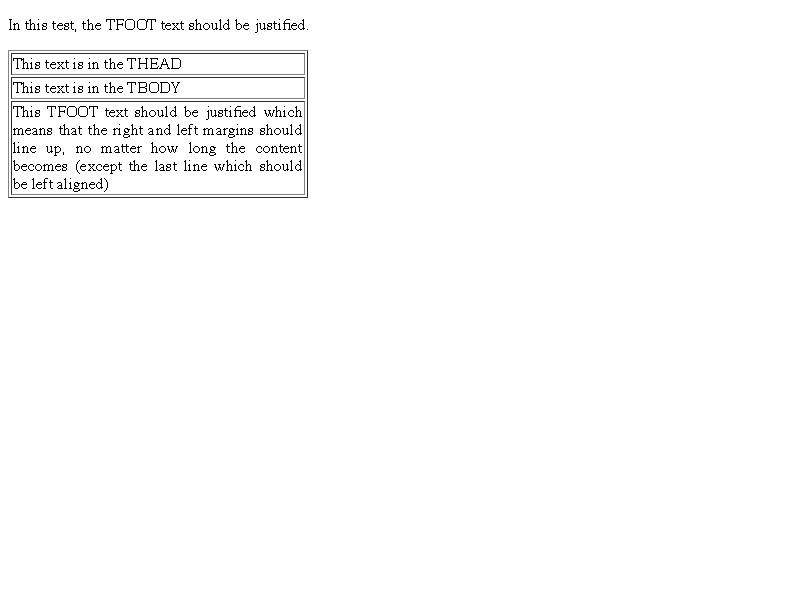 In this test, the TFOOT text should be justified.
This text is in the THEAD
This text is in the TBODY
This TFOOT text should be justified which
means that the right and left margins should
line up, no matter how long the content
becomes (except the last line which should
be left aligned)